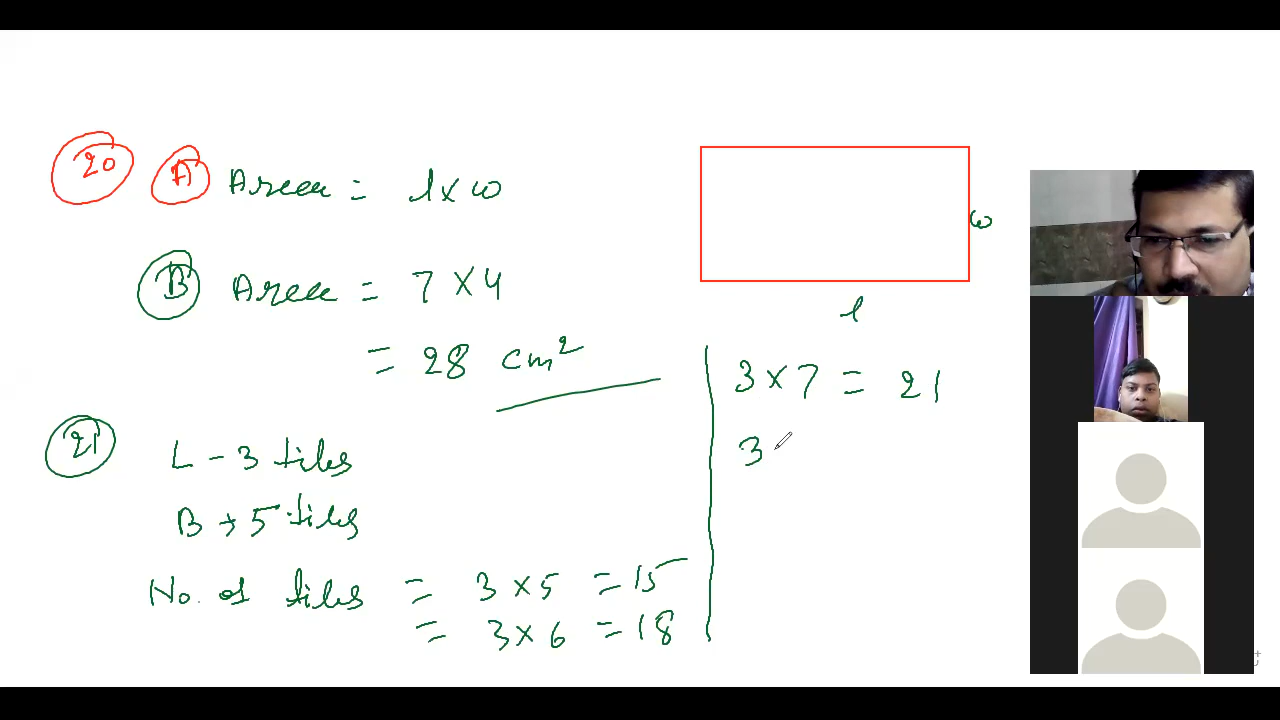 20 A Area = l x w
w
B Area = 7 x 4
l
= 28 cm²
21 L - 3 tiles
B → 5 tiles
No. of tiles = 3 x 5 = 15
= 3 x 6 = 18
3 x 7 = 21
3